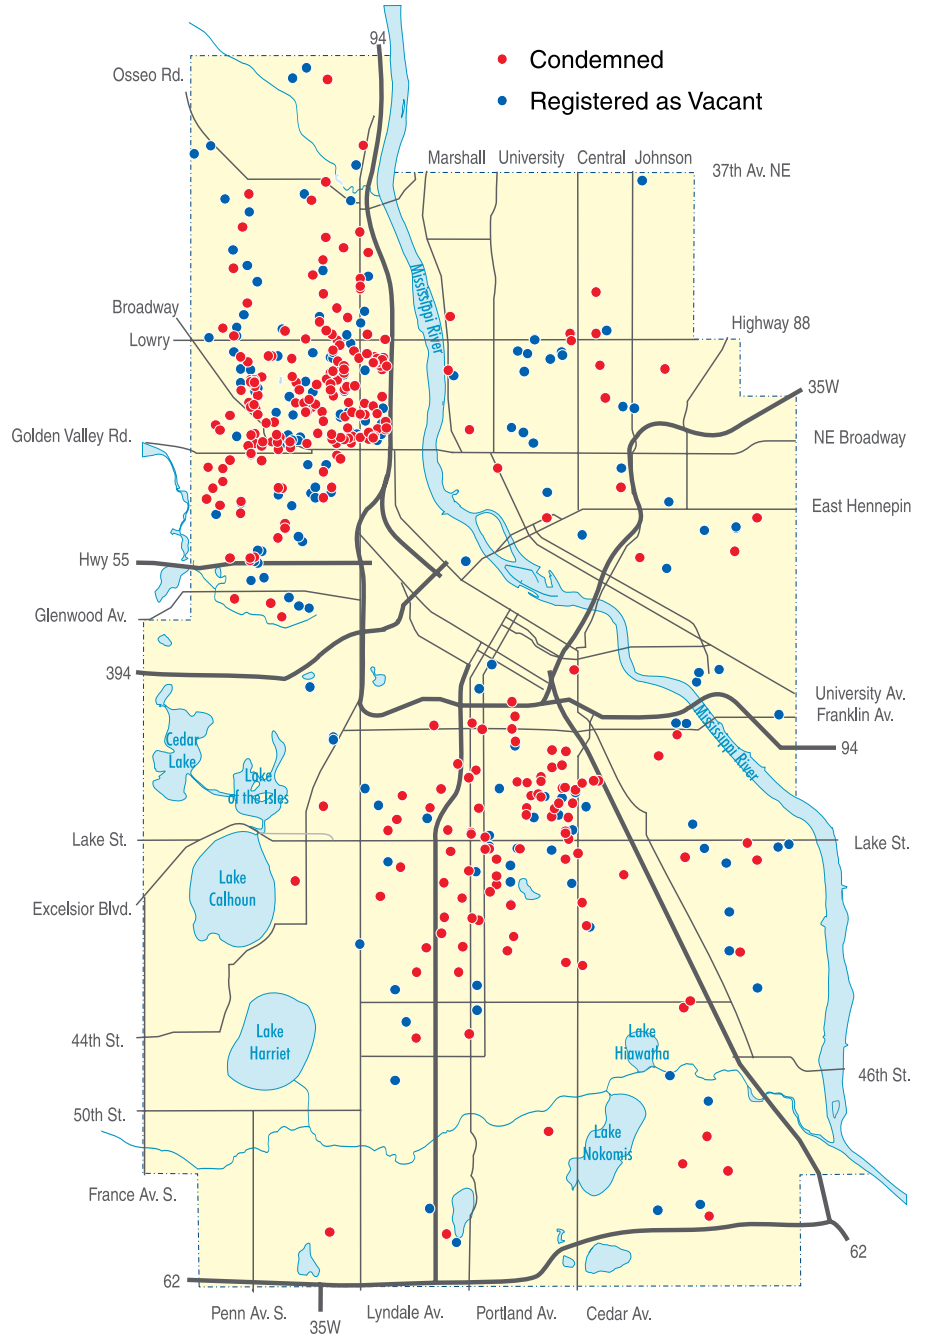 94
Condemned
Osseo Rd.
Registered as Vacant
Marshall University Central Johnson
37th Av. NE
Mississippi River
Broadway
Highway 88
Lowry
35W
Golden Valley Rd.
NE Broadway
East Hennepin
Hwy 55
Glenwood Av.
394
University Av.
Franklin Av.
Mississippi River
Cedar
Lake
94
Lake
of the Isles
Lake St.
Lake St.
Lake
Calhoun
Excelsior Blvd.
Lake
Harriet
Lake
Hiawatha
44th St.
46th St.
50th St.
Lake
Nokomis
France Av. S.
62
62
Penn Av. S.
Lyndale Av.
Portland Av.
Cedar Av.
35W